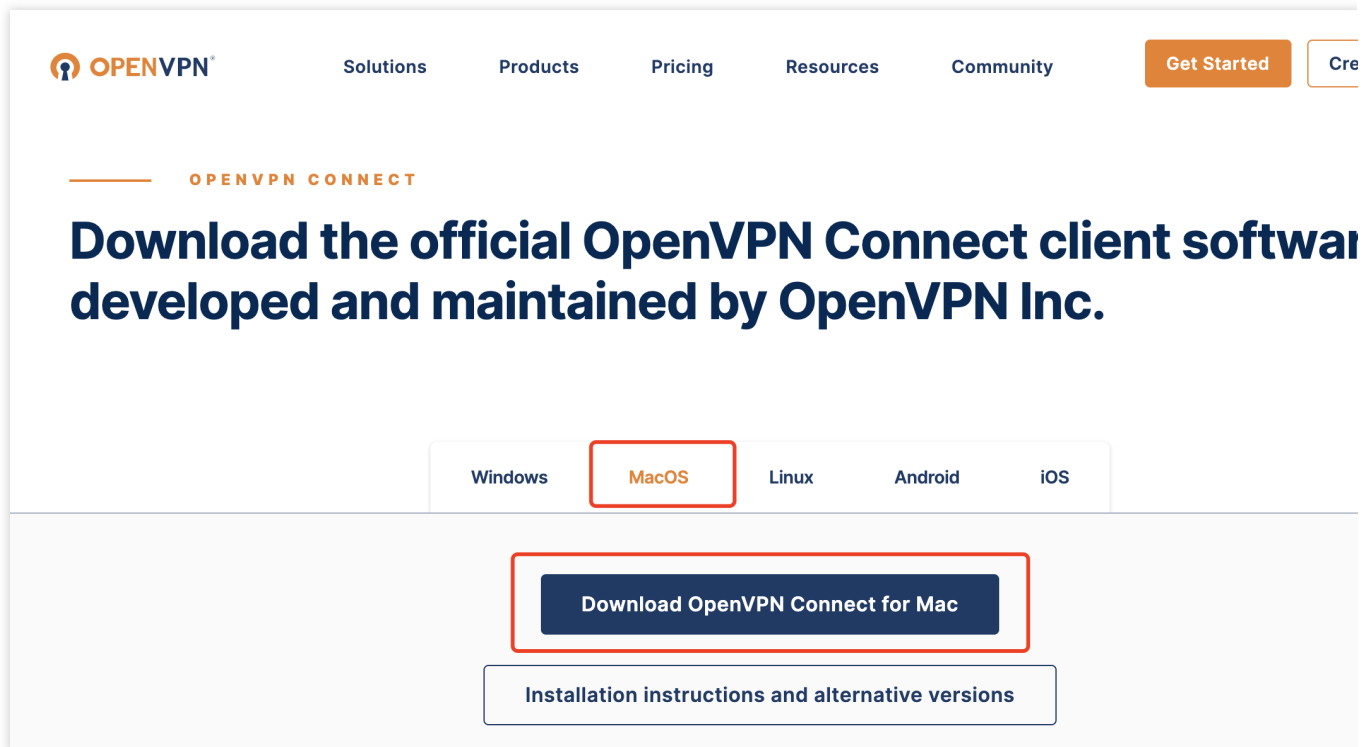 OPENVPN®
Solutions Products Pricing Resources Community Get Started Cre
OPENVPN CONNECT
Download the official OpenVPN Connect client softwar
developed and maintained by OpenVPN Inc.
Windows MacOS Linux Android iOS
Download OpenVPN Connect for Mac
Installation instructions and alternative versions